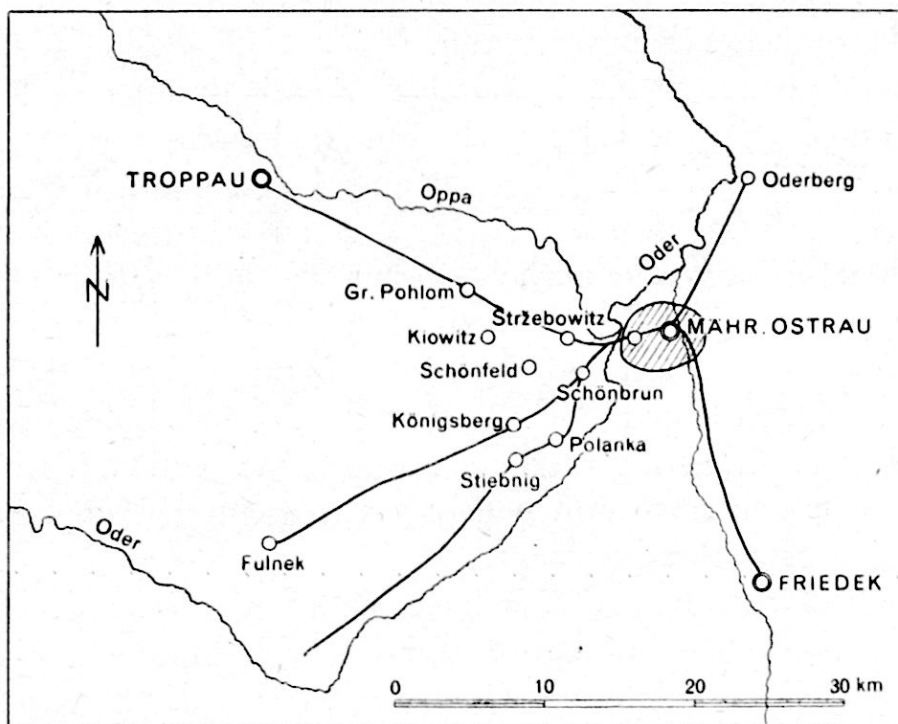 TROPPAU
Oppa
Oderberg
Oder
N
Gr. Pohlom
Stržebowitz
MÄHR. OSTRAU
Kiowitz
Schönfeld
Schönbrun
Königsberg
Polanka
Stiebnig
Oder
Fulnek
FRIEDEK
0 10 20 30 km